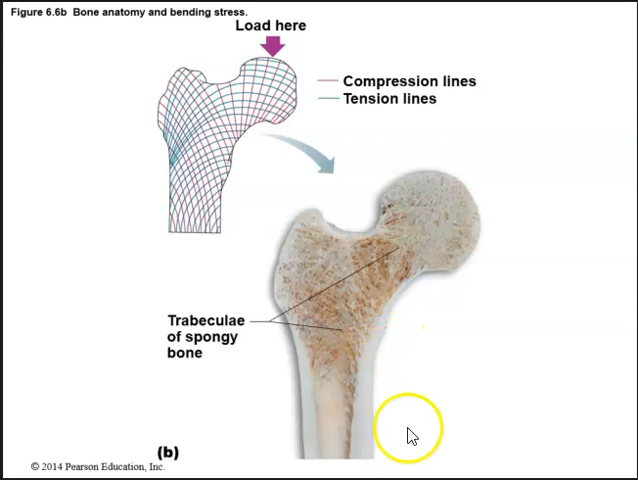 Figure 6.6b Bone anatomy and bending stress.
Load here
Compression lines
Tension lines
Trabeculae
of spongy
bone
(b)
© 2014 Pearson Education, Inc.